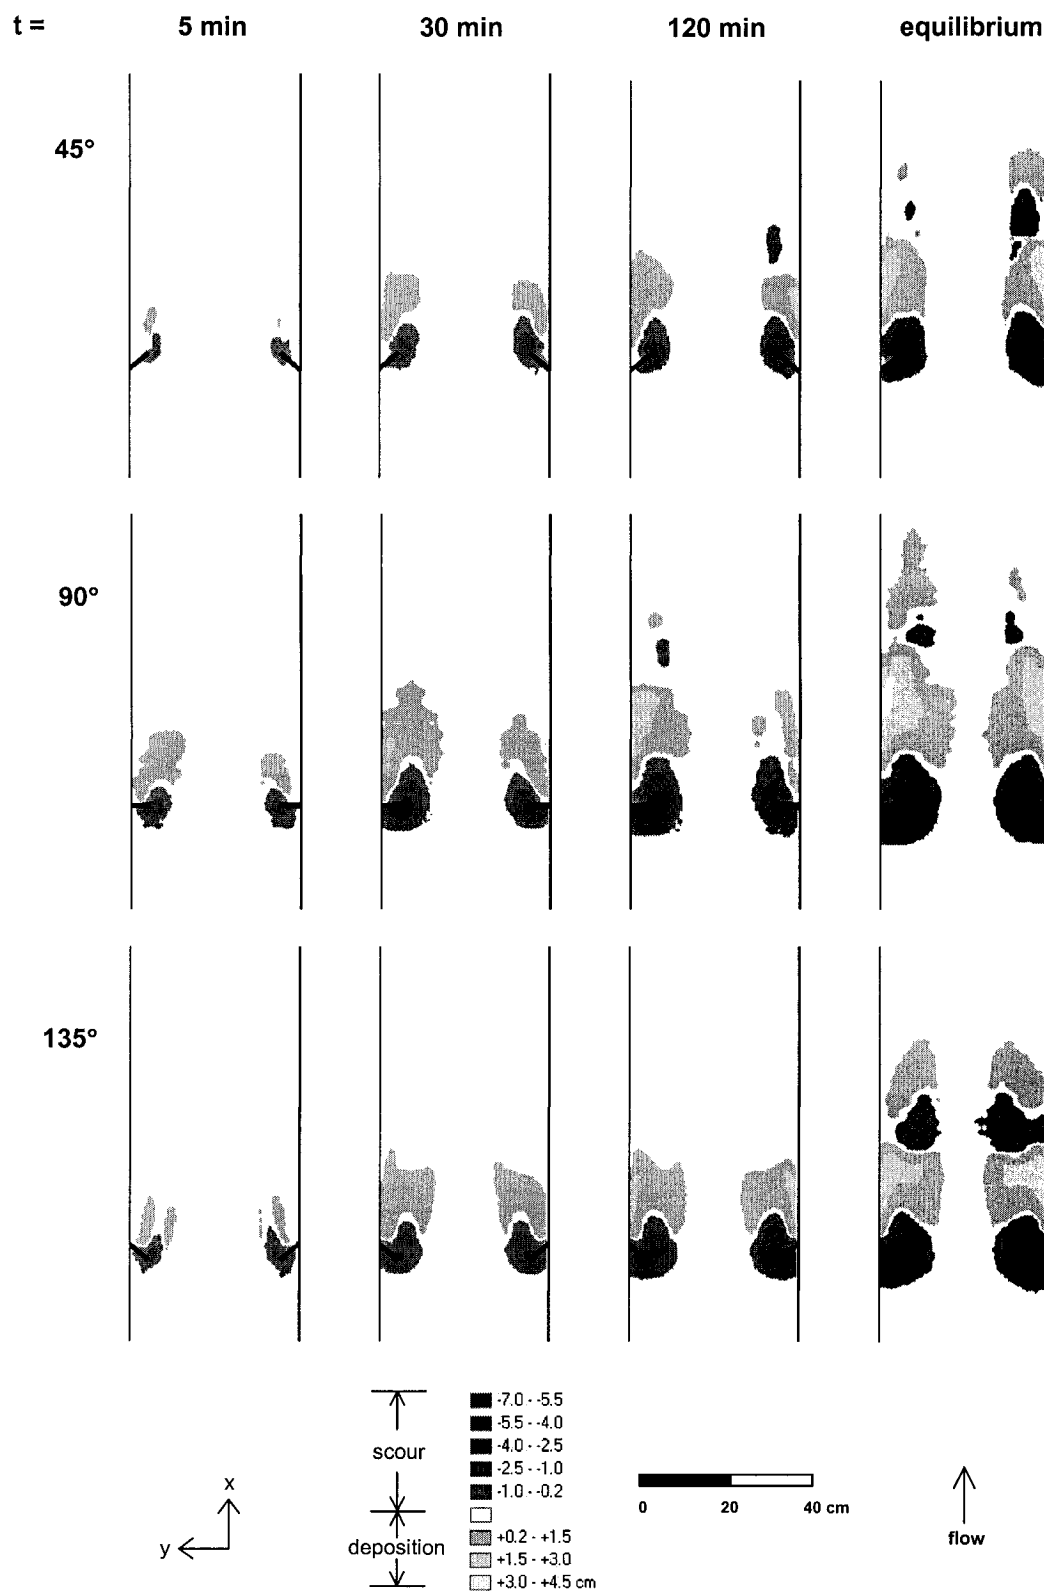 t = 5 min 30 min 120 min equilibrium
45°
90°
135°
x
y
scour
deposition
-7.0 - -5.5
-5.5 - -4.0
-4.0 - -2.5
-2.5 - -1.0
-1.0 - -0.2
+0.2 - +1.5
+1.5 - +3.0
+3.0 - +4.5 cm
0 20 40 cm
flow